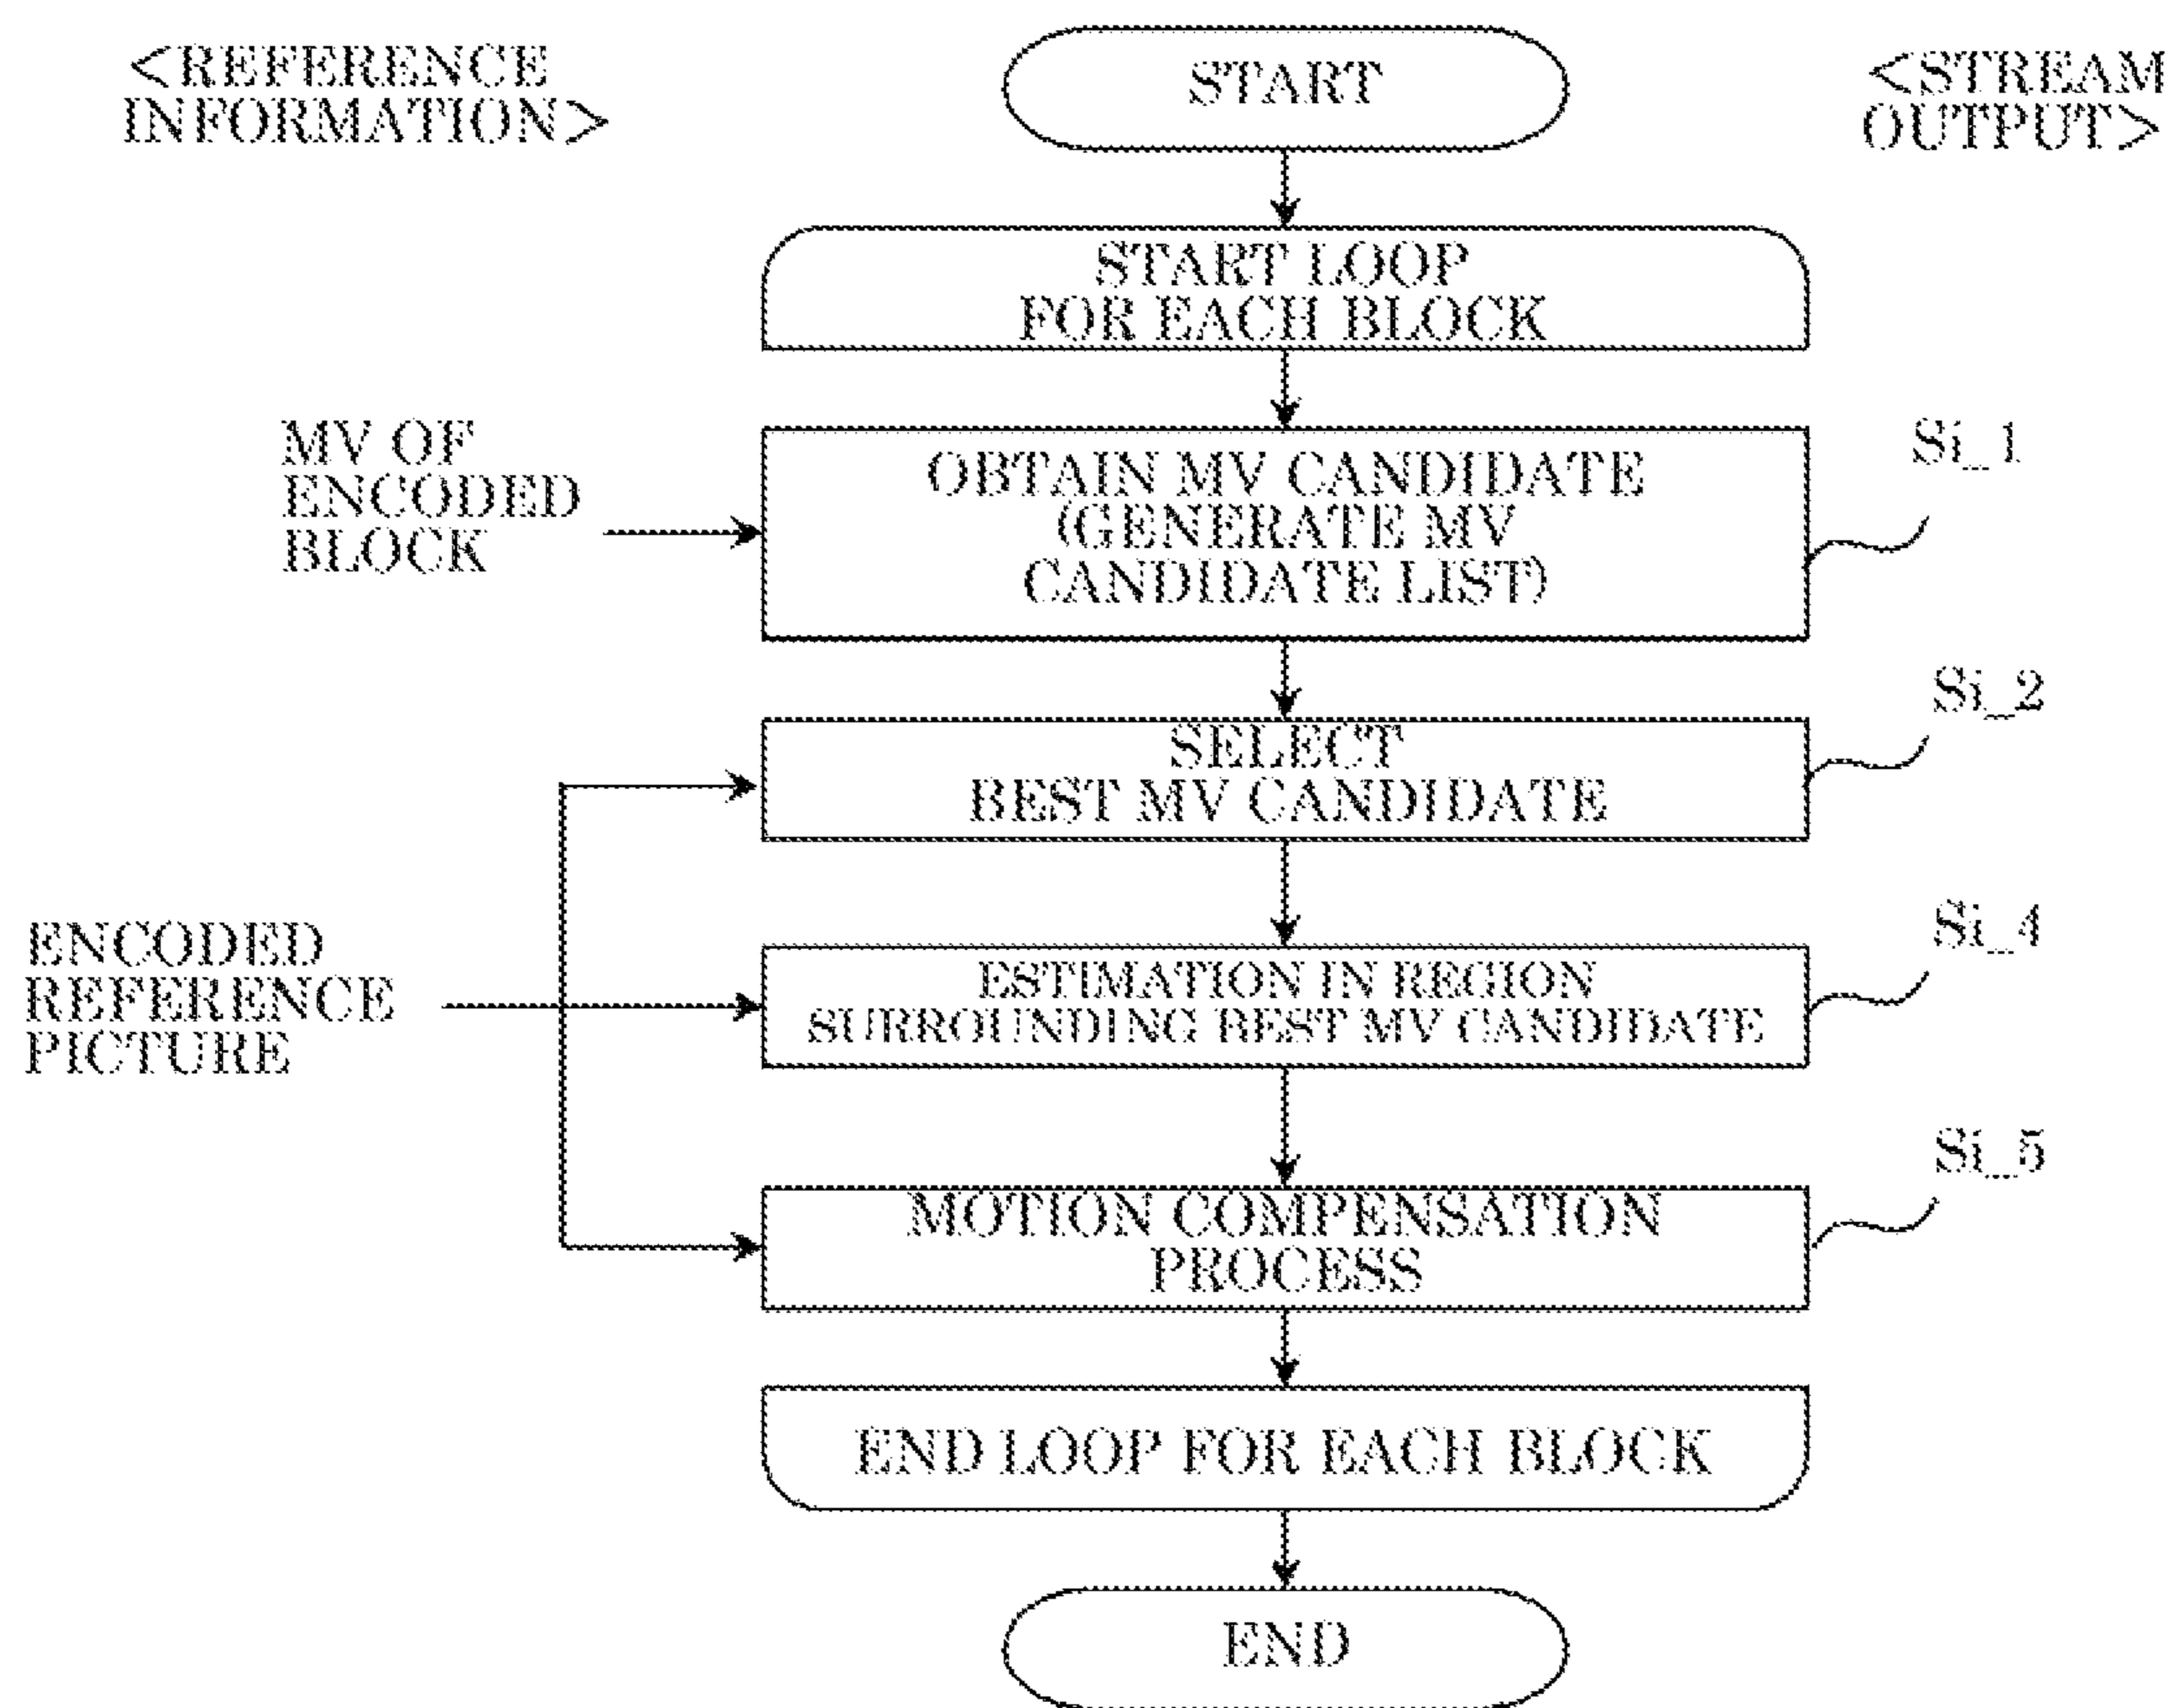 <REFERENCE
INFORMATION>
START
<STREAM
OUTPUT>
START LOOP
FOR EACH BLOCK
MV OF
ENCODED
BLOCK
OBTAIN MV CANDIDATE
(GENERATE MV
CANDIDATE LIST)
Si_1
SELECT
BEST MV CANDIDATE
Si_2
ENCODED
REFERENCE
PICTURE
ESTIMATION IN REGION
SURROUNDING BEST MV CANDIDATE
Si_4
MOTION COMPENSATION
PROCESS
Si_5
END LOOP FOR EACH BLOCK
END